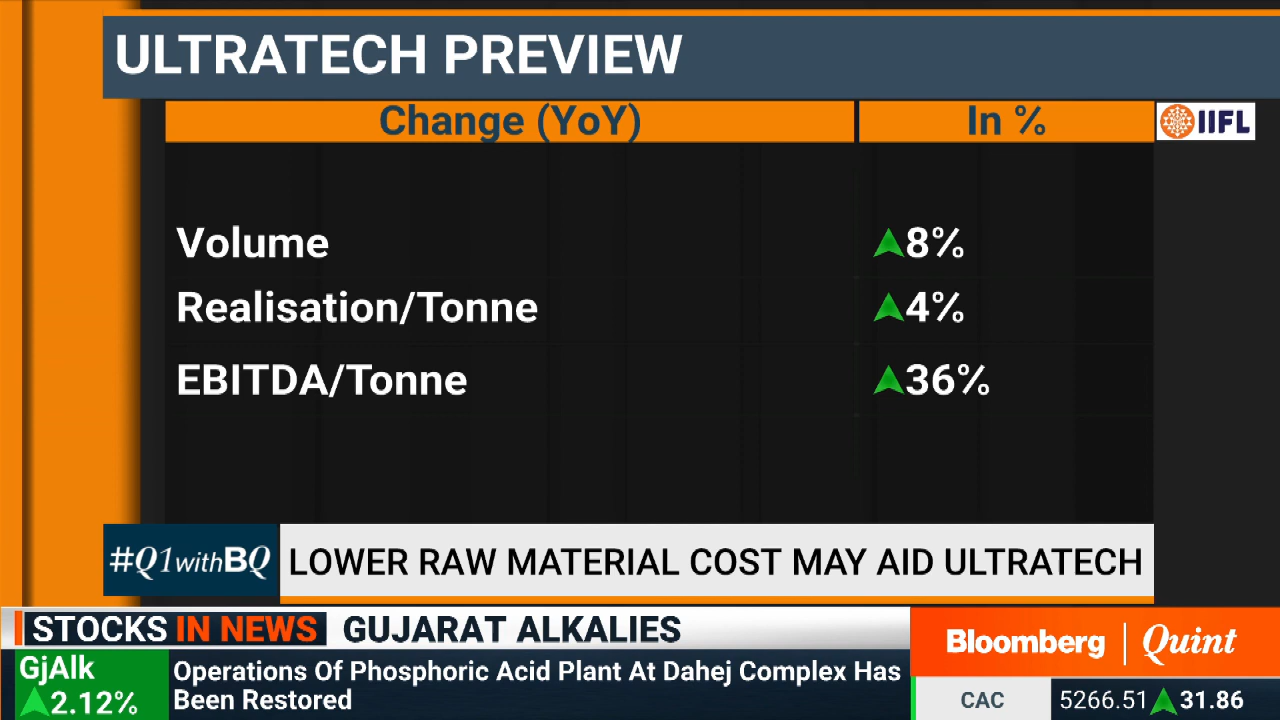 ULTRATECH PREVIEW
Change (YoY) In %
IIFL
Volume ▲8%
Realisation/Tonne ▲4%
EBITDA/Tonne ▲36%
#Q1withBQ LOWER RAW MATERIAL COST MAY AID ULTRATECH
STOCKS IN NEWS GUJARAT ALKALIES
GjAlk
▲2.12%
Operations Of Phosphoric Acid Plant At Dahej Complex Has
Been Restored
Bloomberg | Quint
CAC 5266.51 ▲31.86